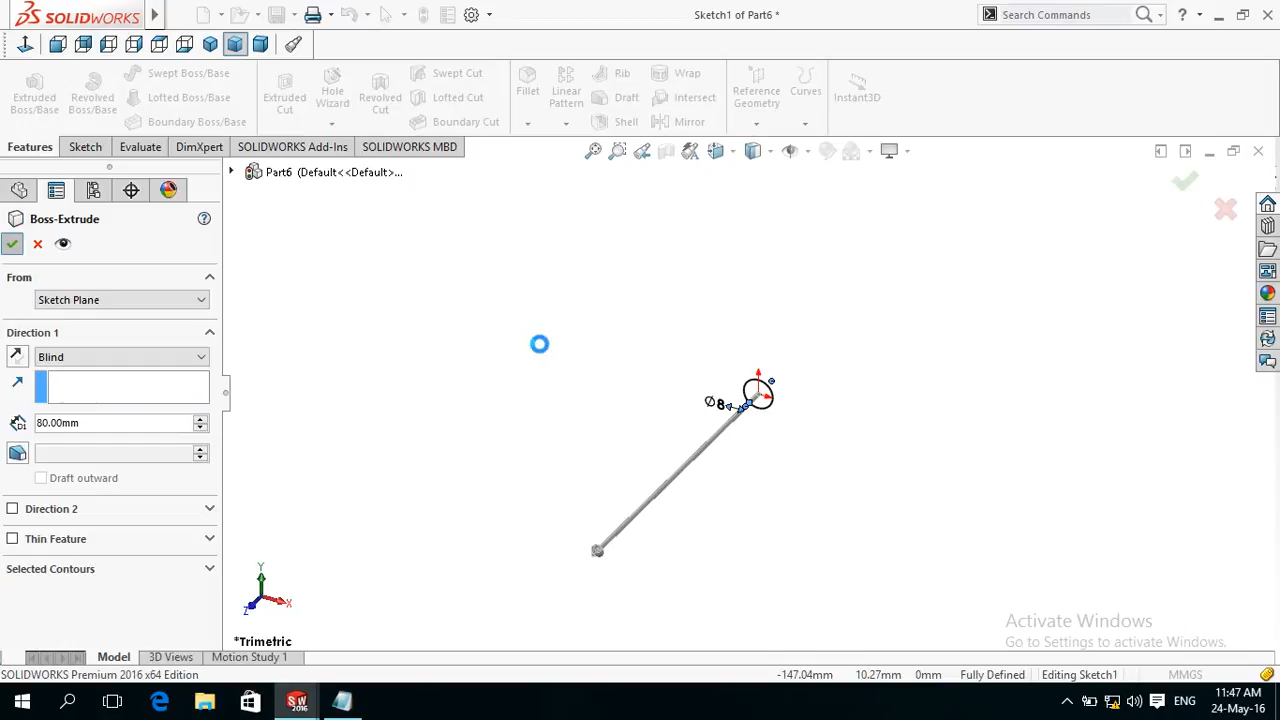 SOLIDWORKS
Sketch1 of Part6 *
Search Commands
?
Extruded Boss/Base
Revolved Boss/Base
Swept Boss/Base
Lofted Boss/Base
Boundary Boss/Base
Extruded Cut
Hole Wizard
Revolved Cut
Swept Cut
Lofted Cut
Boundary Cut
Fillet
Linear Pattern
Rib
Draft
Shell
Wrap
Intersect
Mirror
Reference Geometry
Curves
Instant3D
Features
Sketch
Evaluate
DimXpert
SOLIDWORKS Add-Ins
SOLIDWORKS MBD
Part6 (Default<<Default>...
Boss-Extrude
?
From
Sketch Plane
Direction 1
Blind
D1
80.00mm
Draft outward
Direction 2
Thin Feature
Selected Contours
∅8
Y
X
Z
*Trimetric
Activate Windows
Go to Settings to activate Windows.
Model
3D Views
Motion Study 1
SOLIDWORKS Premium 2016 x64 Edition
-147.04mm
10.27mm
0mm
Fully Defined
Editing Sketch1
MMGS
SW
2016
ENG
11:47 AM
24-May-16